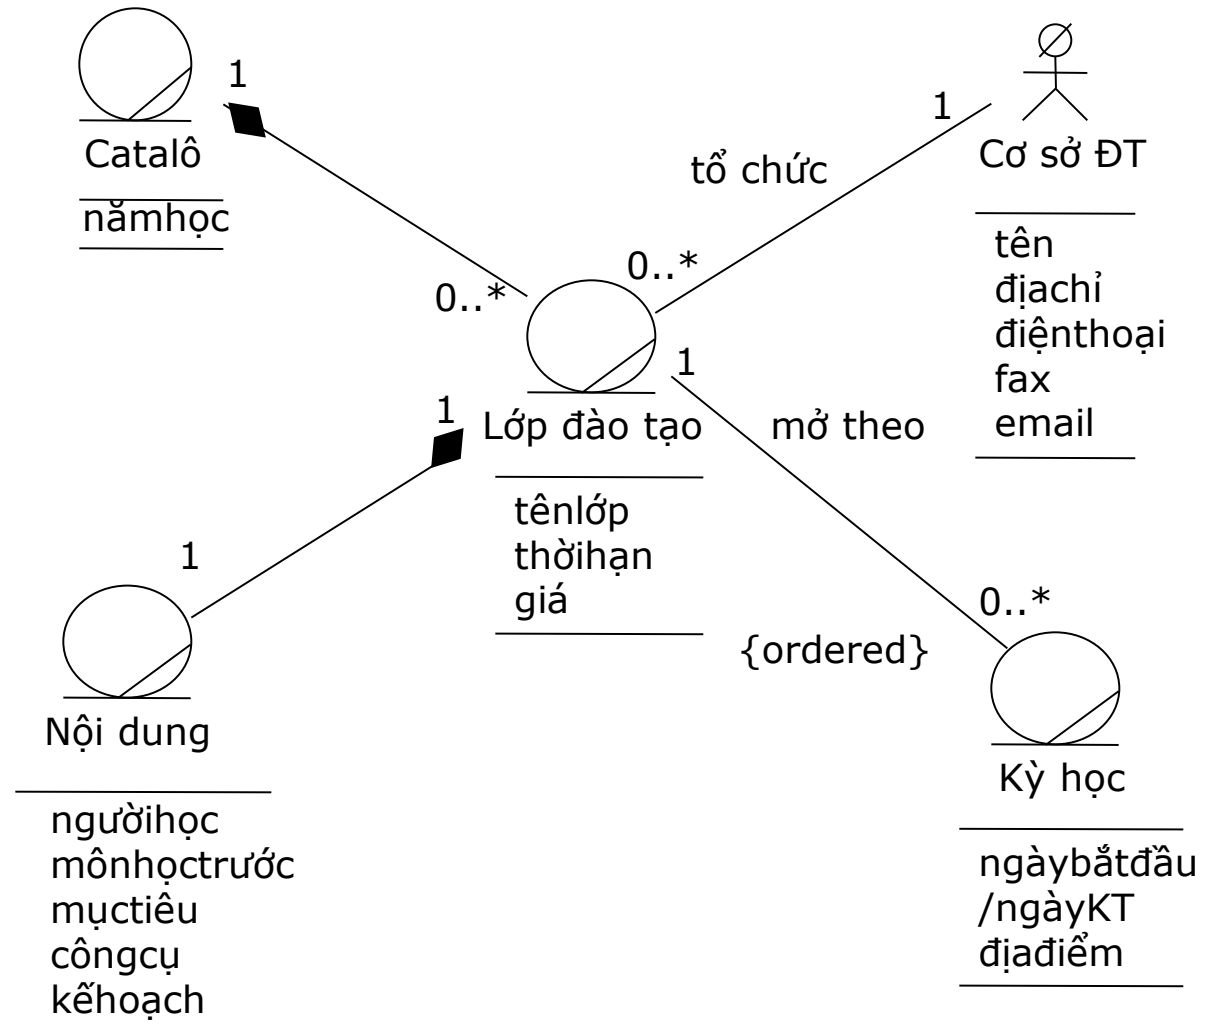 1
Catalô
nămhọc
1
tổ chức
Cơ sở ĐT
tên
địachỉ
điệnthoại
fax
email
0..*
0..*
1
1
Lớp đào tạo
mở theo
tênlớp
thờihạn
giá
1
0..*
{ordered}
Nội dung
ngườihọc
mônhọctrước
mụctiêu
côngcụ
kếhoạch
Kỳ học
ngàybắtđầu
/ngàyKT
địađiểm